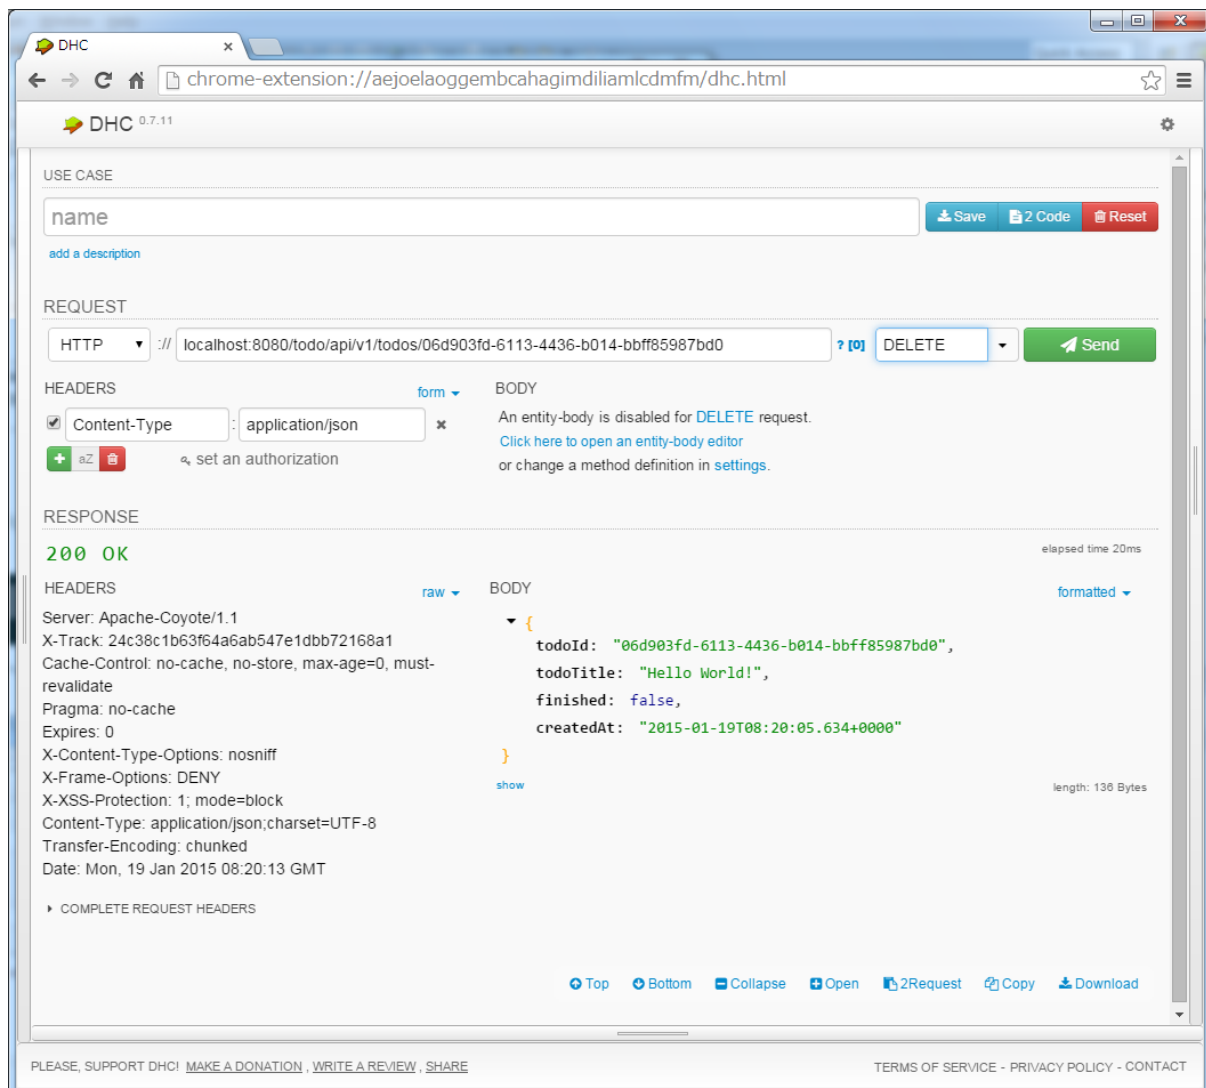 DHC
chrome-extension://aejoelaoggembcahagimdiliamlcdmfm/dhc.html
DHC 0.7.11
USE CASE
name
Save 2 Code Reset
add a description
REQUEST
HTTP :// localhost:8080/todo/api/v1/todos/06d903fd-6113-4436-b014-bbff85987bd0 ? [0] DELETE Send
HEADERS form
Content-Type : application/json
aZ set an authorization
BODY
An entity-body is disabled for DELETE request.
Click here to open an entity-body editor
or change a method definition in settings.
RESPONSE
200 OK
elapsed time 20ms
HEADERS raw
Server: Apache-Coyote/1.1
X-Track: 24c38c1b63f64a6ab547e1dbb72168a1
Cache-Control: no-cache, no-store, max-age=0, must-
revalidate
Pragma: no-cache
Expires: 0
X-Content-Type-Options: nosniff
X-Frame-Options: DENY
X-XSS-Protection: 1; mode=block
Content-Type: application/json;charset=UTF-8
Transfer-Encoding: chunked
Date: Mon, 19 Jan 2015 08:20:13 GMT
COMPLETE REQUEST HEADERS
BODY formatted
{
todoId: "06d903fd-6113-4436-b014-bbff85987bd0",
todoTitle: "Hello World!",
finished: false,
createdAt: "2015-01-19T08:20:05.634+0000"
}
show length: 136 Bytes
Top Bottom Collapse Open 2Request Copy Download
PLEASE, SUPPORT DHC! MAKE A DONATION , WRITE A REVIEW , SHARE
TERMS OF SERVICE - PRIVACY POLICY - CONTACT